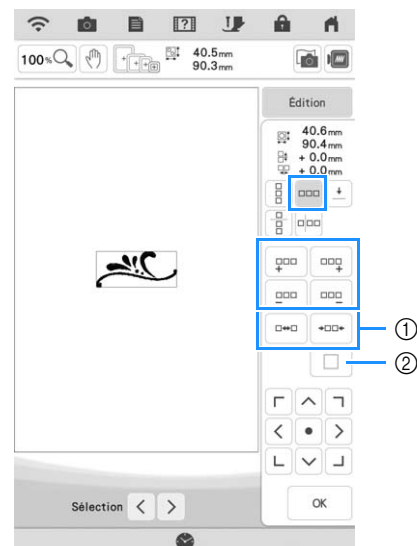 100% 40.5mm
90.3mm
Édition
40.6mm
90.4mm
+ 0.0mm
+ 0.0mm
①
②
Sélection
OK